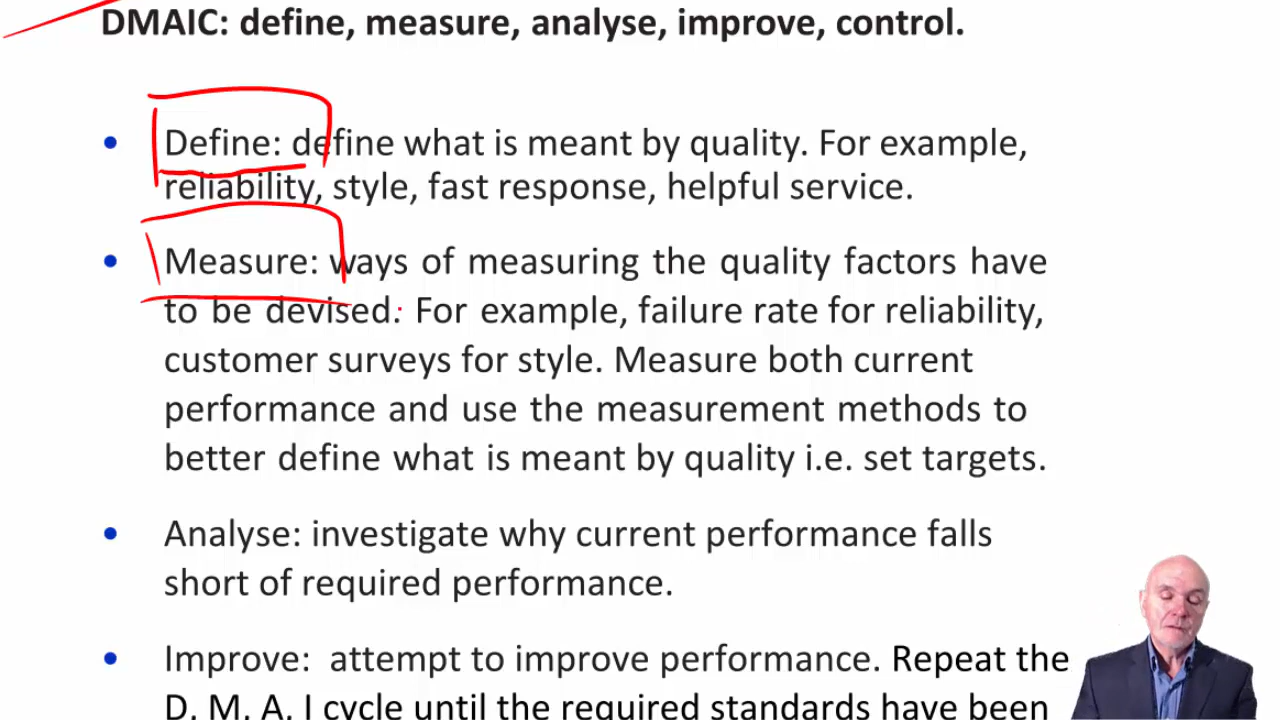 DMAIC: define, measure, analyse, improve, control.
• Define: define what is meant by quality. For example,
reliability, style, fast response, helpful service.
• Measure: ways of measuring the quality factors have
to be devised. For example, failure rate for reliability,
customer surveys for style. Measure both current
performance and use the measurement methods to
better define what is meant by quality i.e. set targets.
• Analyse: investigate why current performance falls
short of required performance.
• Improve:  attempt to improve performance. Repeat the
D, M, A, I cycle until the required standards have been